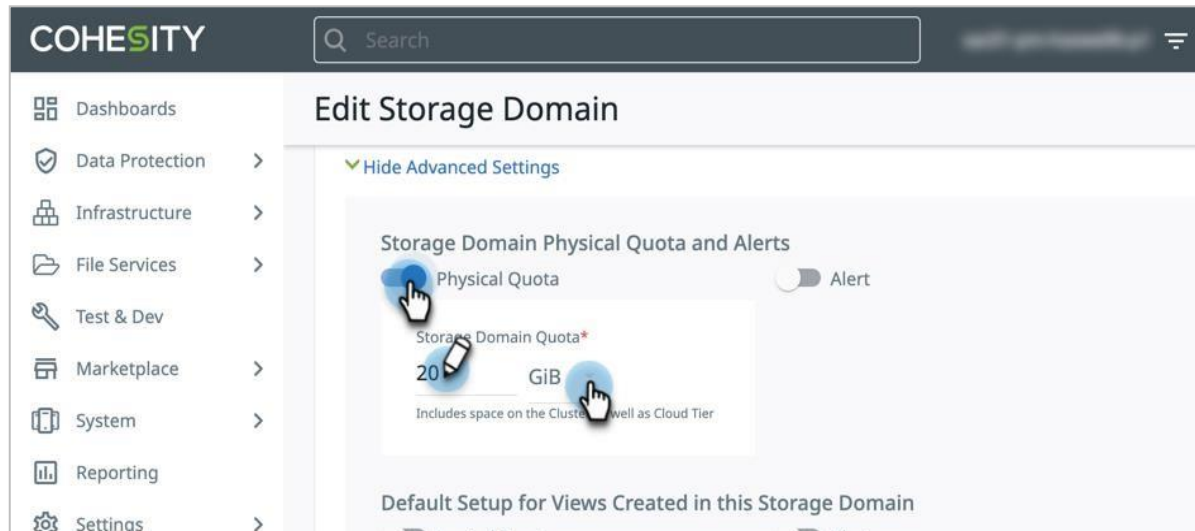 COHESITY
Search
Edit Storage Domain
Dashboards
Data Protection
Infrastructure
File Services
Test & Dev
Marketplace
System
Reporting
Settings
Hide Advanced Settings
Storage Domain Physical Quota and Alerts
Physical Quota
Alert
Storage Domain Quota*
20
GiB
Includes space on the Cluster well as Cloud Tier
Default Setup for Views Created in this Storage Domain